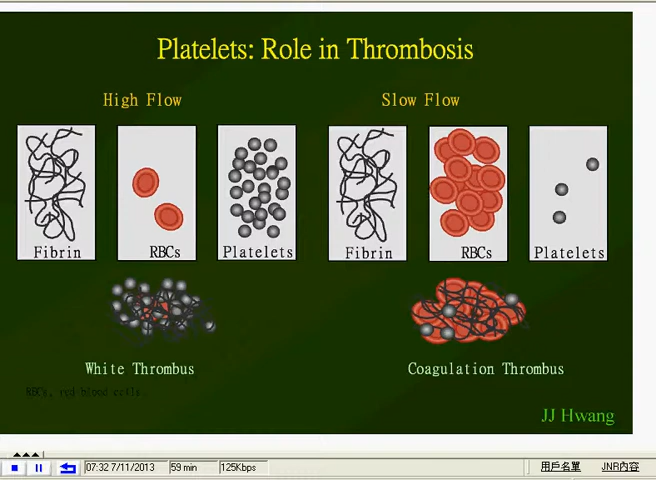 Platelets: Role in Thrombosis
High Flow
Slow Flow
Fibrin
RBCs
Platelets
Fibrin
RBCs
Platelets
White Thrombus
Coagulation Thrombus
RBCs, red blood cells.
JJ Hwang
07:32 7/11/2013
59 min
125Kbps
用戶名單
JNR內容